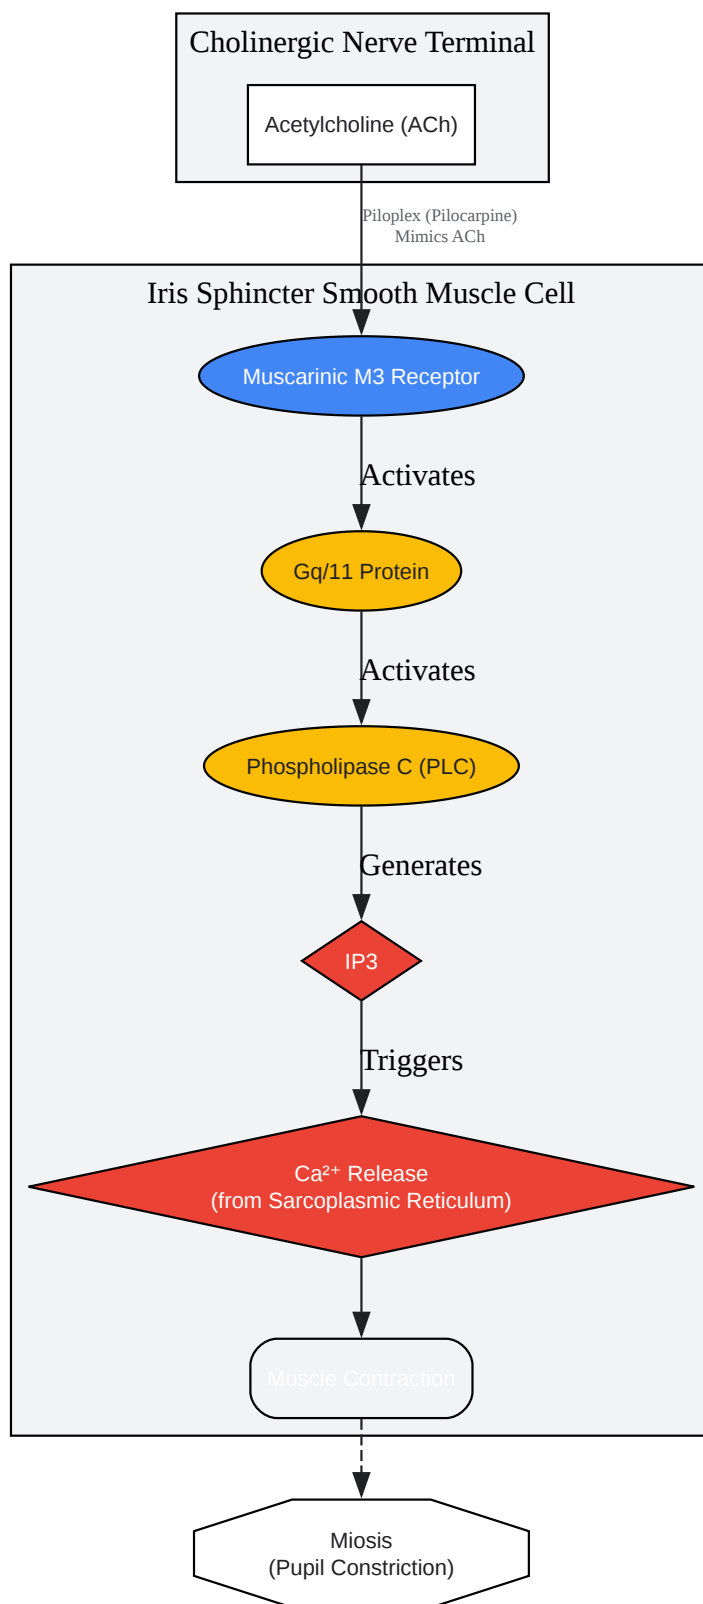 Cholinergic Nerve Terminal
Acetylcholine (ACh)
Piloplex (Pilocarpine)
Mimics ACh
Iris Sphincter Smooth Muscle Cell
Muscarinic M3 Receptor
Activates
Gq/11 Protein
Activates
Phospholipase C (PLC)
Generates
IP3
Triggers
Ca²⁺ Release
(from Sarcoplasmic Reticulum)
Muscle Contraction
Miosis
(Pupil Constriction)